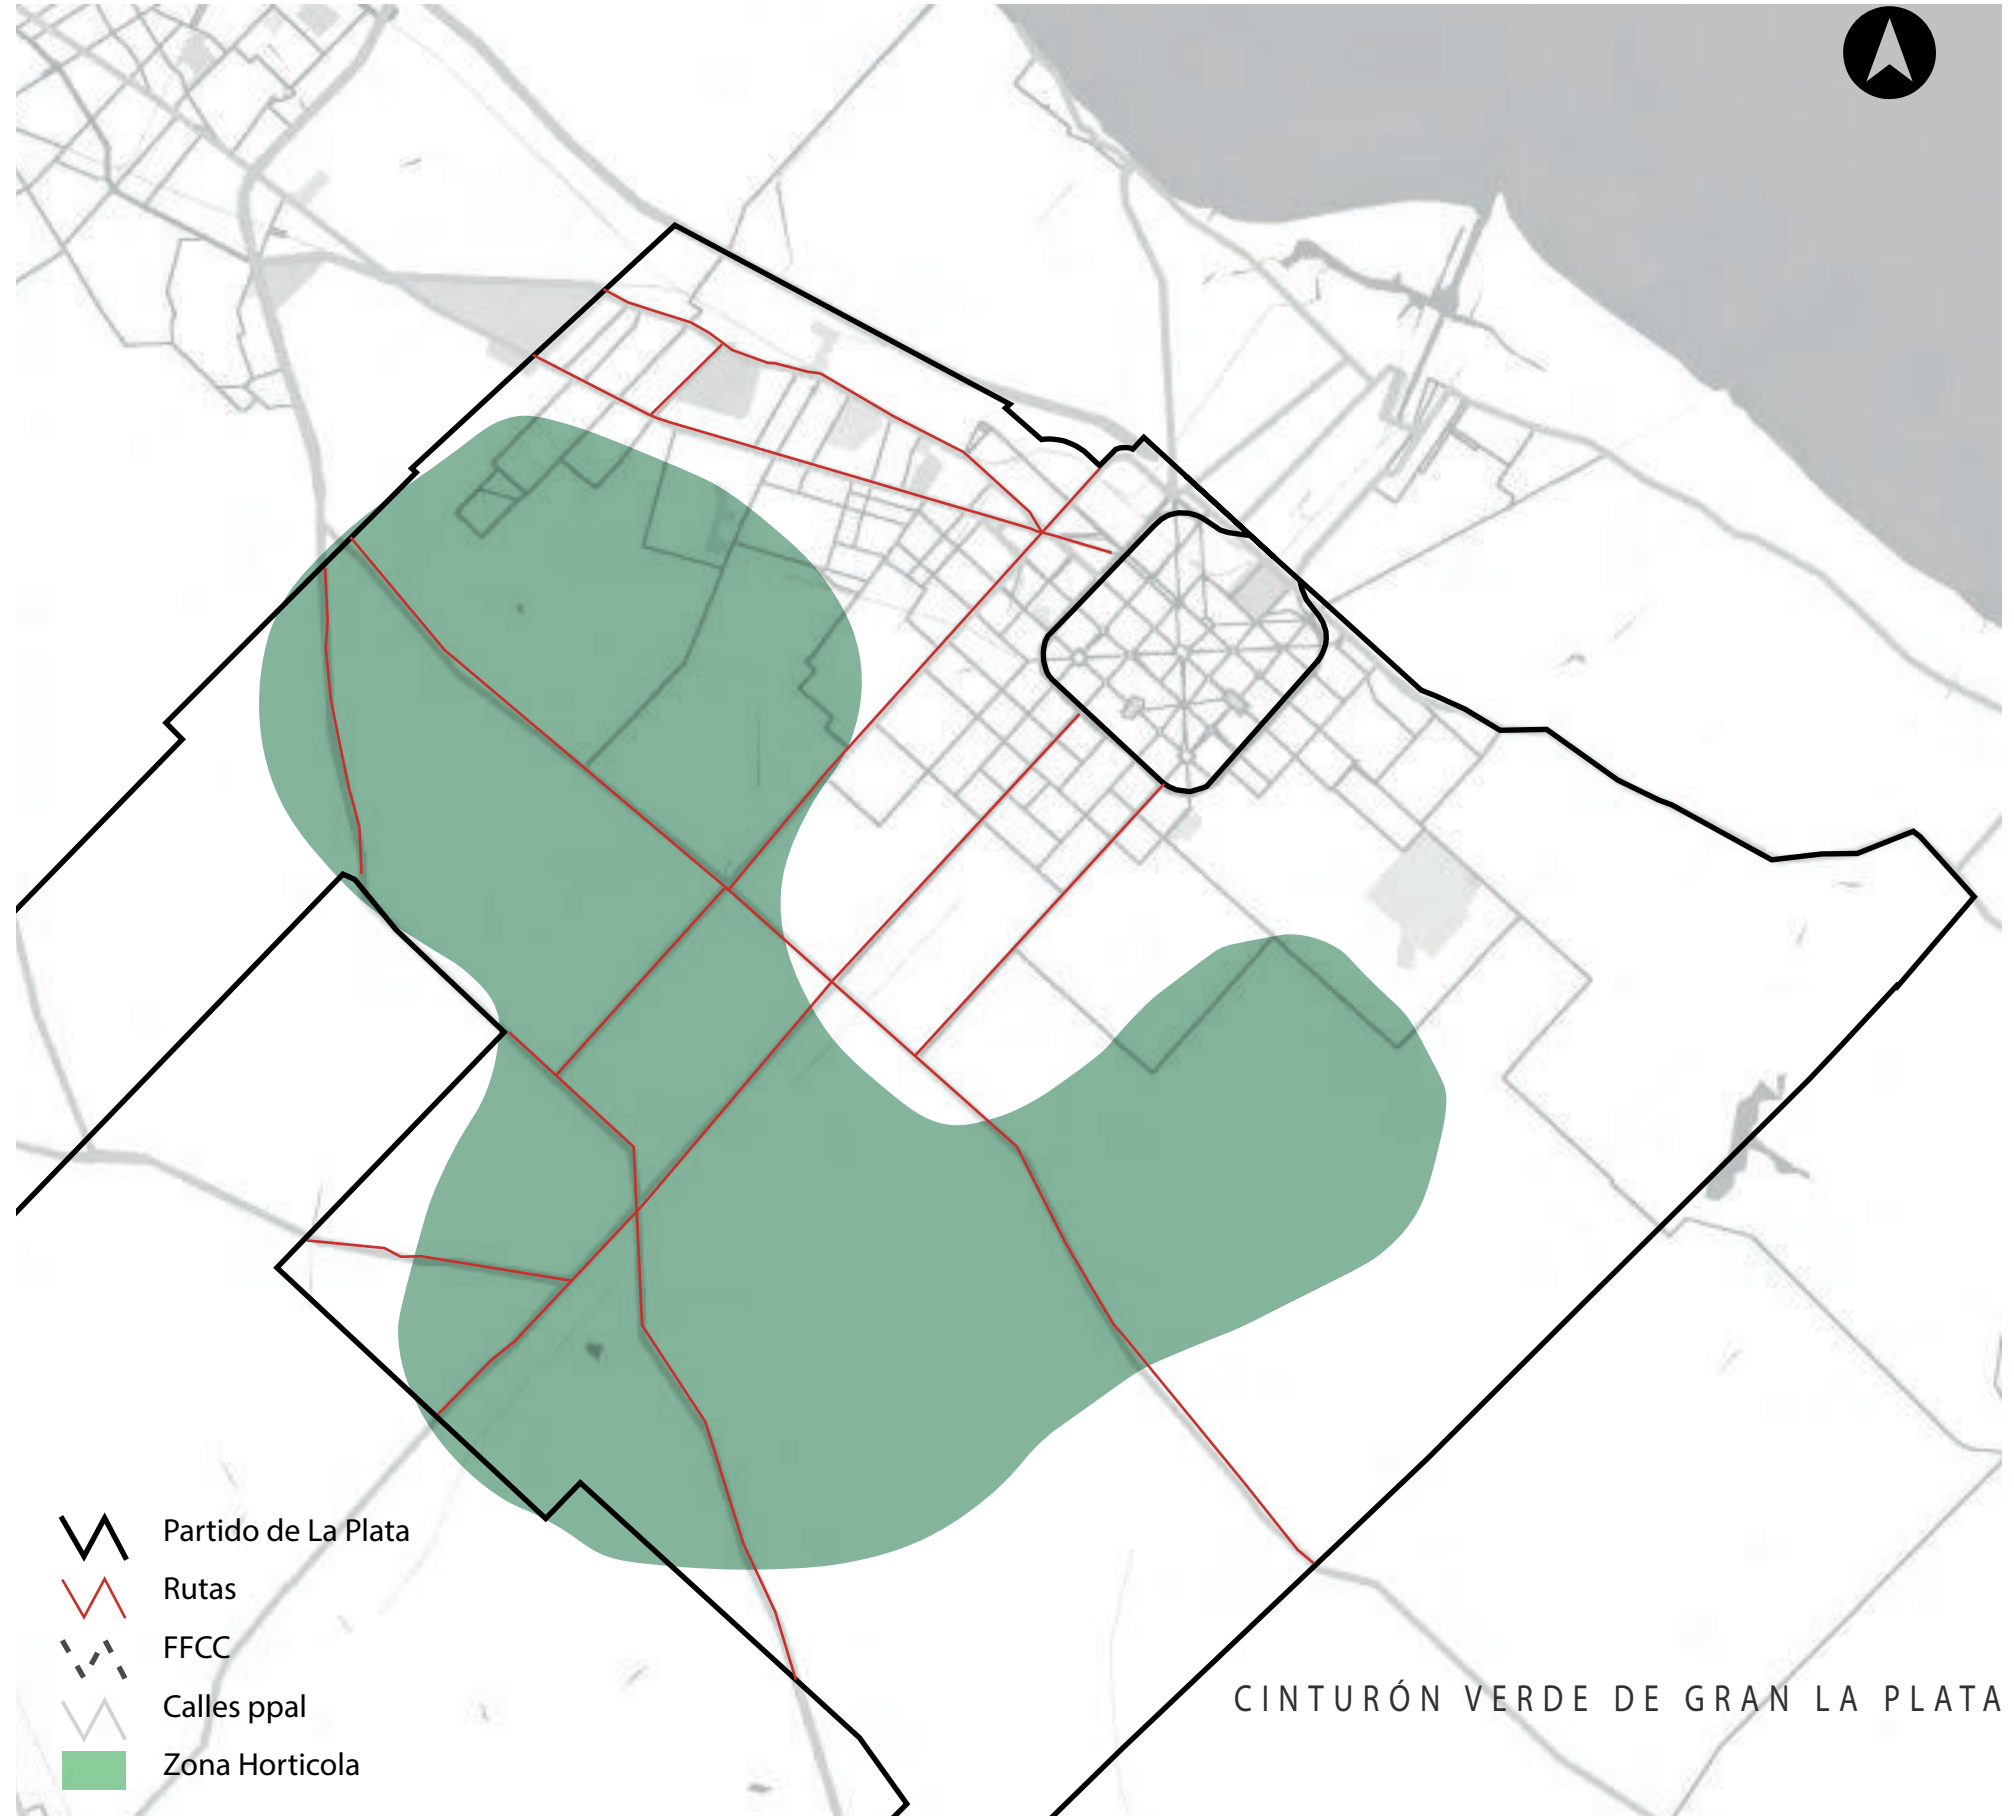 Partido de La Plata
Rutas
FFCC
Calles ppal
Zona Horticola
CINTURÓN VERDE DE GRAN LA PLATA